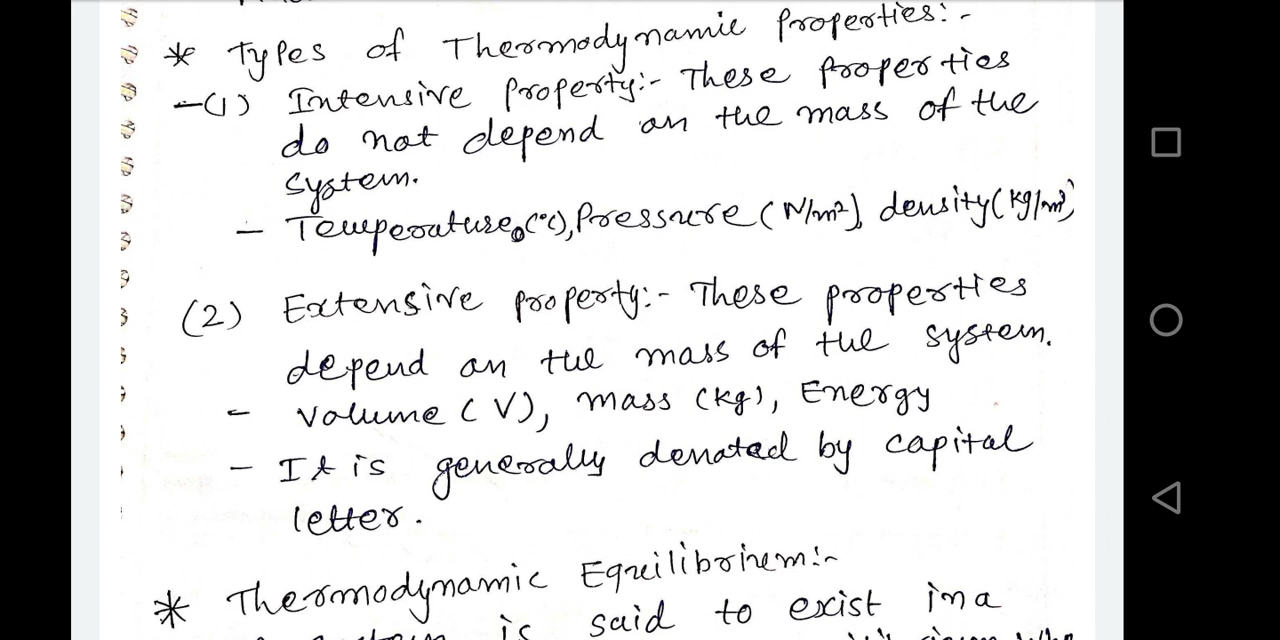 * Types of Thermodynamic Properties:-
-(1) Intensive Property:- These properties
do not depend on the mass of the
system.
- Temperature (°c), Pressure (N/m²), density (kg/m³)
(2) Extensive property:- These properties
depend on the mass of the system.
- Volume (V), mass (kg), Energy
- It is generally denoted by capital
letter.
* Thermodynamic Equilibrium:-
is said to exist in a